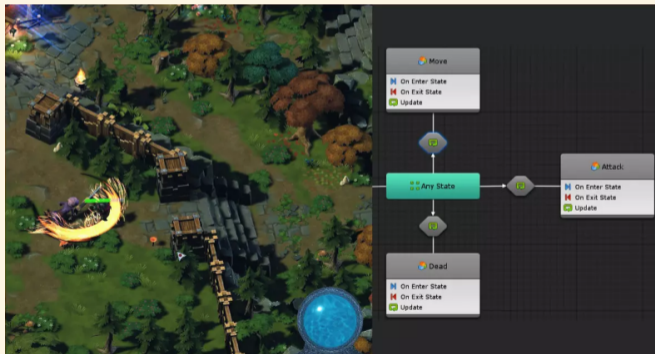 Move
On Enter State
On Exit State
Update
Any State
Attack
On Enter State
On Exit State
Update
Dead
On Enter State
On Exit State
Update